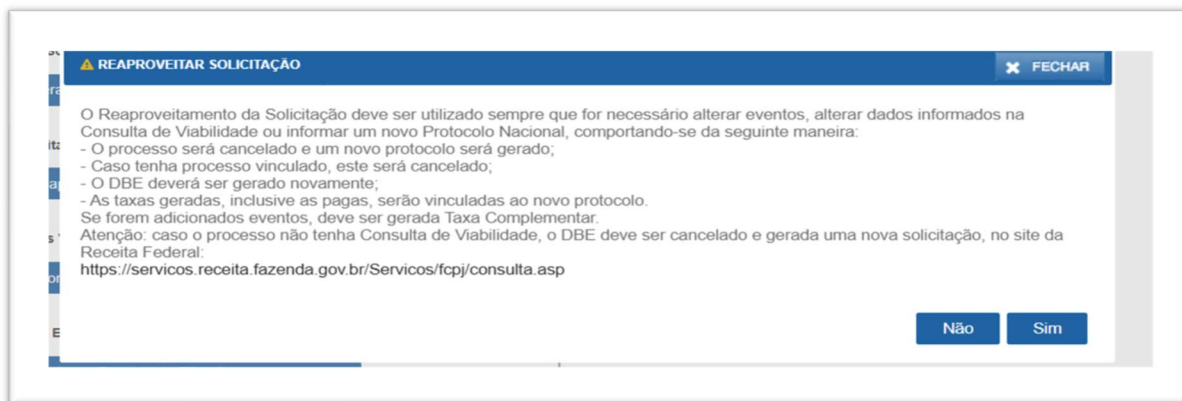 REAPROVEITAR SOLICITAÇÃO
FECHAR
O Reaproveitamento da Solicitação deve ser utilizado sempre que for necessário alterar eventos, alterar dados informados na
Consulta de Viabilidade ou informar um novo Protocolo Nacional, comportando-se da seguinte maneira:
- O processo será cancelado e um novo protocolo será gerado;
- Caso tenha processo vinculado, este será cancelado;
- O DBE deverá ser gerado novamente;
- As taxas geradas, inclusive as pagas, serão vinculadas ao novo protocolo.
Se forem adicionados eventos, deve ser gerada Taxa Complementar.
Atenção: caso o processo não tenha Consulta de Viabilidade, o DBE deve ser cancelado e gerada uma nova solicitação, no site da
Receita Federal:
https://servicos.receita.fazenda.gov.br/Servicos/fcpj/consulta.asp
Não Sim